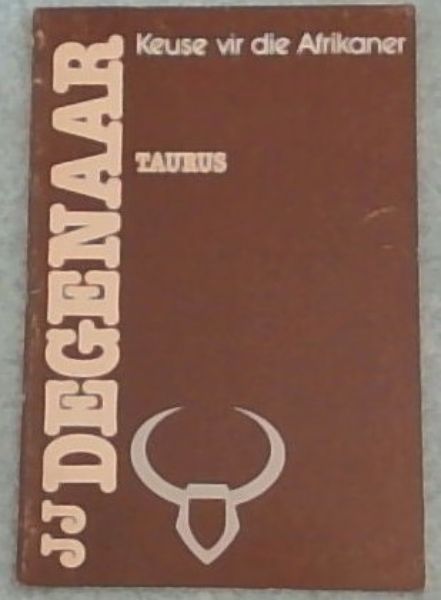 Keuse vir die Afrikaner
TAURUS
JJ DEGENAAR